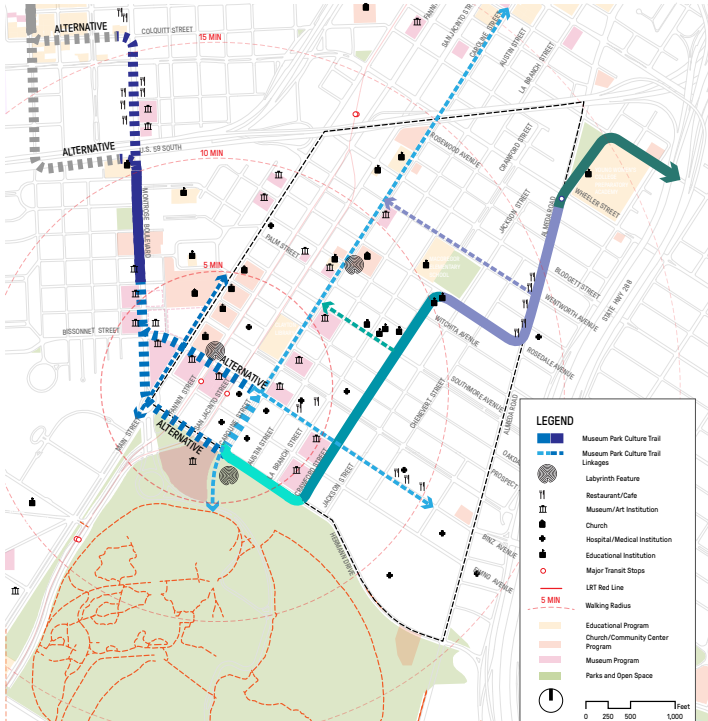 COLQUITT STREET
ALTERNATIVE
15 MIN
FANNIN
SAN JACINTO STREET
CAROLINE STREET
AUSTIN STREET
LA BRANCH STREET
ALTERNATIVE
U.S. 59 SOUTH
10 MIN
ROSEWOOD AVENUE
CRAWFORD STREET
JACKSON STREET
ALMEDA ROAD
WHEELER STREET
MONTROSE BOULEVARD
PALM STREET
5 MIN
BLODGETT STREET
STATE HWY 288
WENTWORTH AVENUE
BISSONNET STREET
WITCHITA AVENUE
ROSEDALE AVENUE
ALTERNATIVE
FANNIN STREET
SAN JACINTO STREET
CAROLINE STREET
AUSTIN STREET
LA BRANCH STREET
CRAWFORD STREET
JACKSON STREET
CHENEVERT STREET
SOUTHMORE AVENUE
ALMEDA ROAD
MAIN STREET
ALTERNATIVE
OAKDA
PROSPECT
HERMANN DRIVE
BINZ AVENUE
EWING AVENUE
LEGEND
Museum Park Culture Trail
Museum Park Culture Trail
Linkages
Labyrinth Feature
Restaurant/Cafe
Museum/Art Institution
Church
Hospital/Medical Institution
Educational Institution
Major Transit Stops
LRT Red Line
5 MIN
Walking Radius
Educational Program
Church/Community Center
Program
Museum Program
Parks and Open Space
Feet
0 250 500 1,000